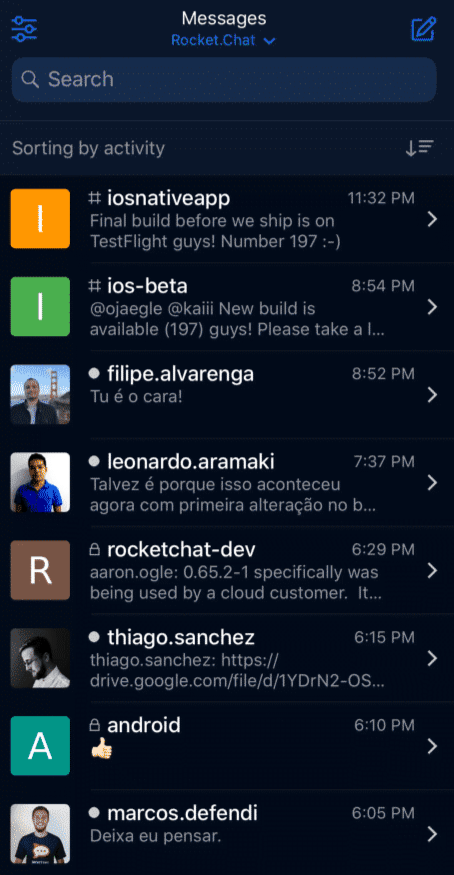 Messages
Rocket.Chat
Search
Sorting by activity
I
# iosnativeapp 11:32 PM
Final build before we ship is on
TestFlight guys! Number 197 :-)
I
# ios-beta 8:54 PM
@ojaegle @kaiii New build is
available (197) guys! Please take a l...
filipe.alvarenga 8:52 PM
Tu é o cara!
leonardo.aramaki 7:37 PM
Talvez é porque isso aconteceu
agora com primeira alteração no b...
R
rocketchat-dev 6:29 PM
aaron.ogle: 0.65.2-1 specifically was
being used by a cloud customer. It...
thiago.sanchez 6:15 PM
thiago.sanchez: https://
drive.google.com/file/d/1YDrN2-OS...
A
android 6:10 PM
👍🏻
marcos.defendi 6:05 PM
Deixa eu pensar.